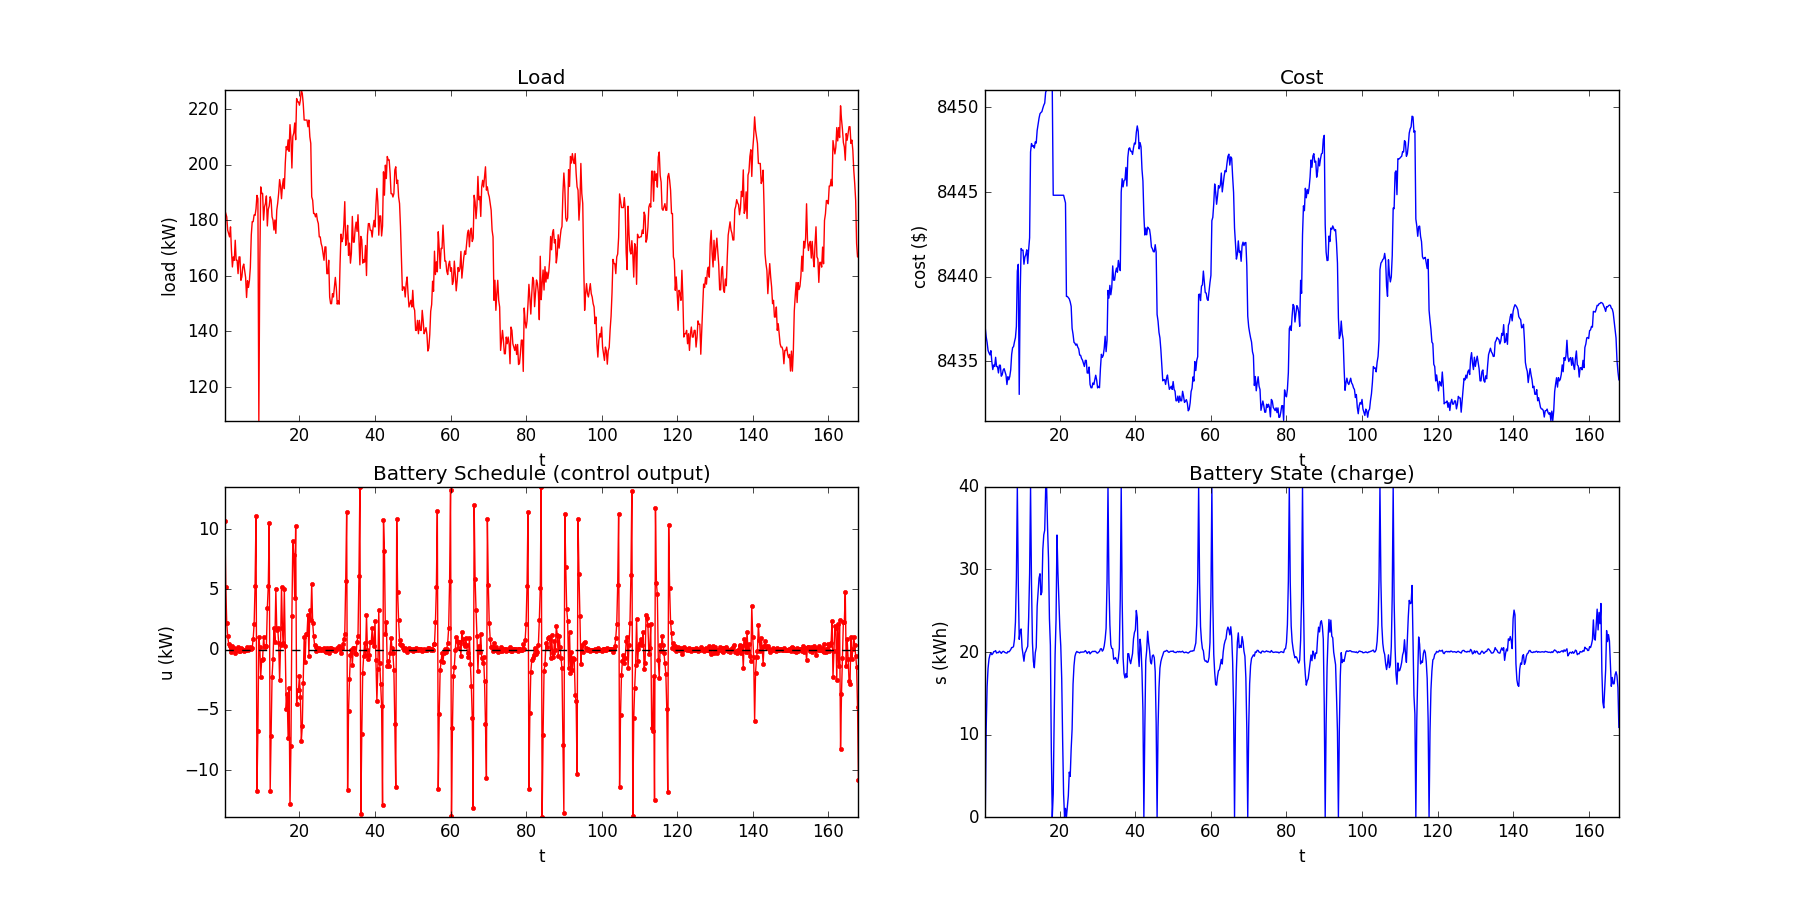 Load
load (kW)
220
200
180
160
140
120
20 40 60 80 100 120 140 160
t
Cost
cost ($)
8450
8445
8440
8435
20 40 60 80 100 120 140 160
t
Battery Schedule (control output)
u (kW)
10
5
0
−5
−10
20 40 60 80 100 120 140 160
t
Battery State (charge)
s (kWh)
40
30
20
10
0
20 40 60 80 100 120 140 160
t